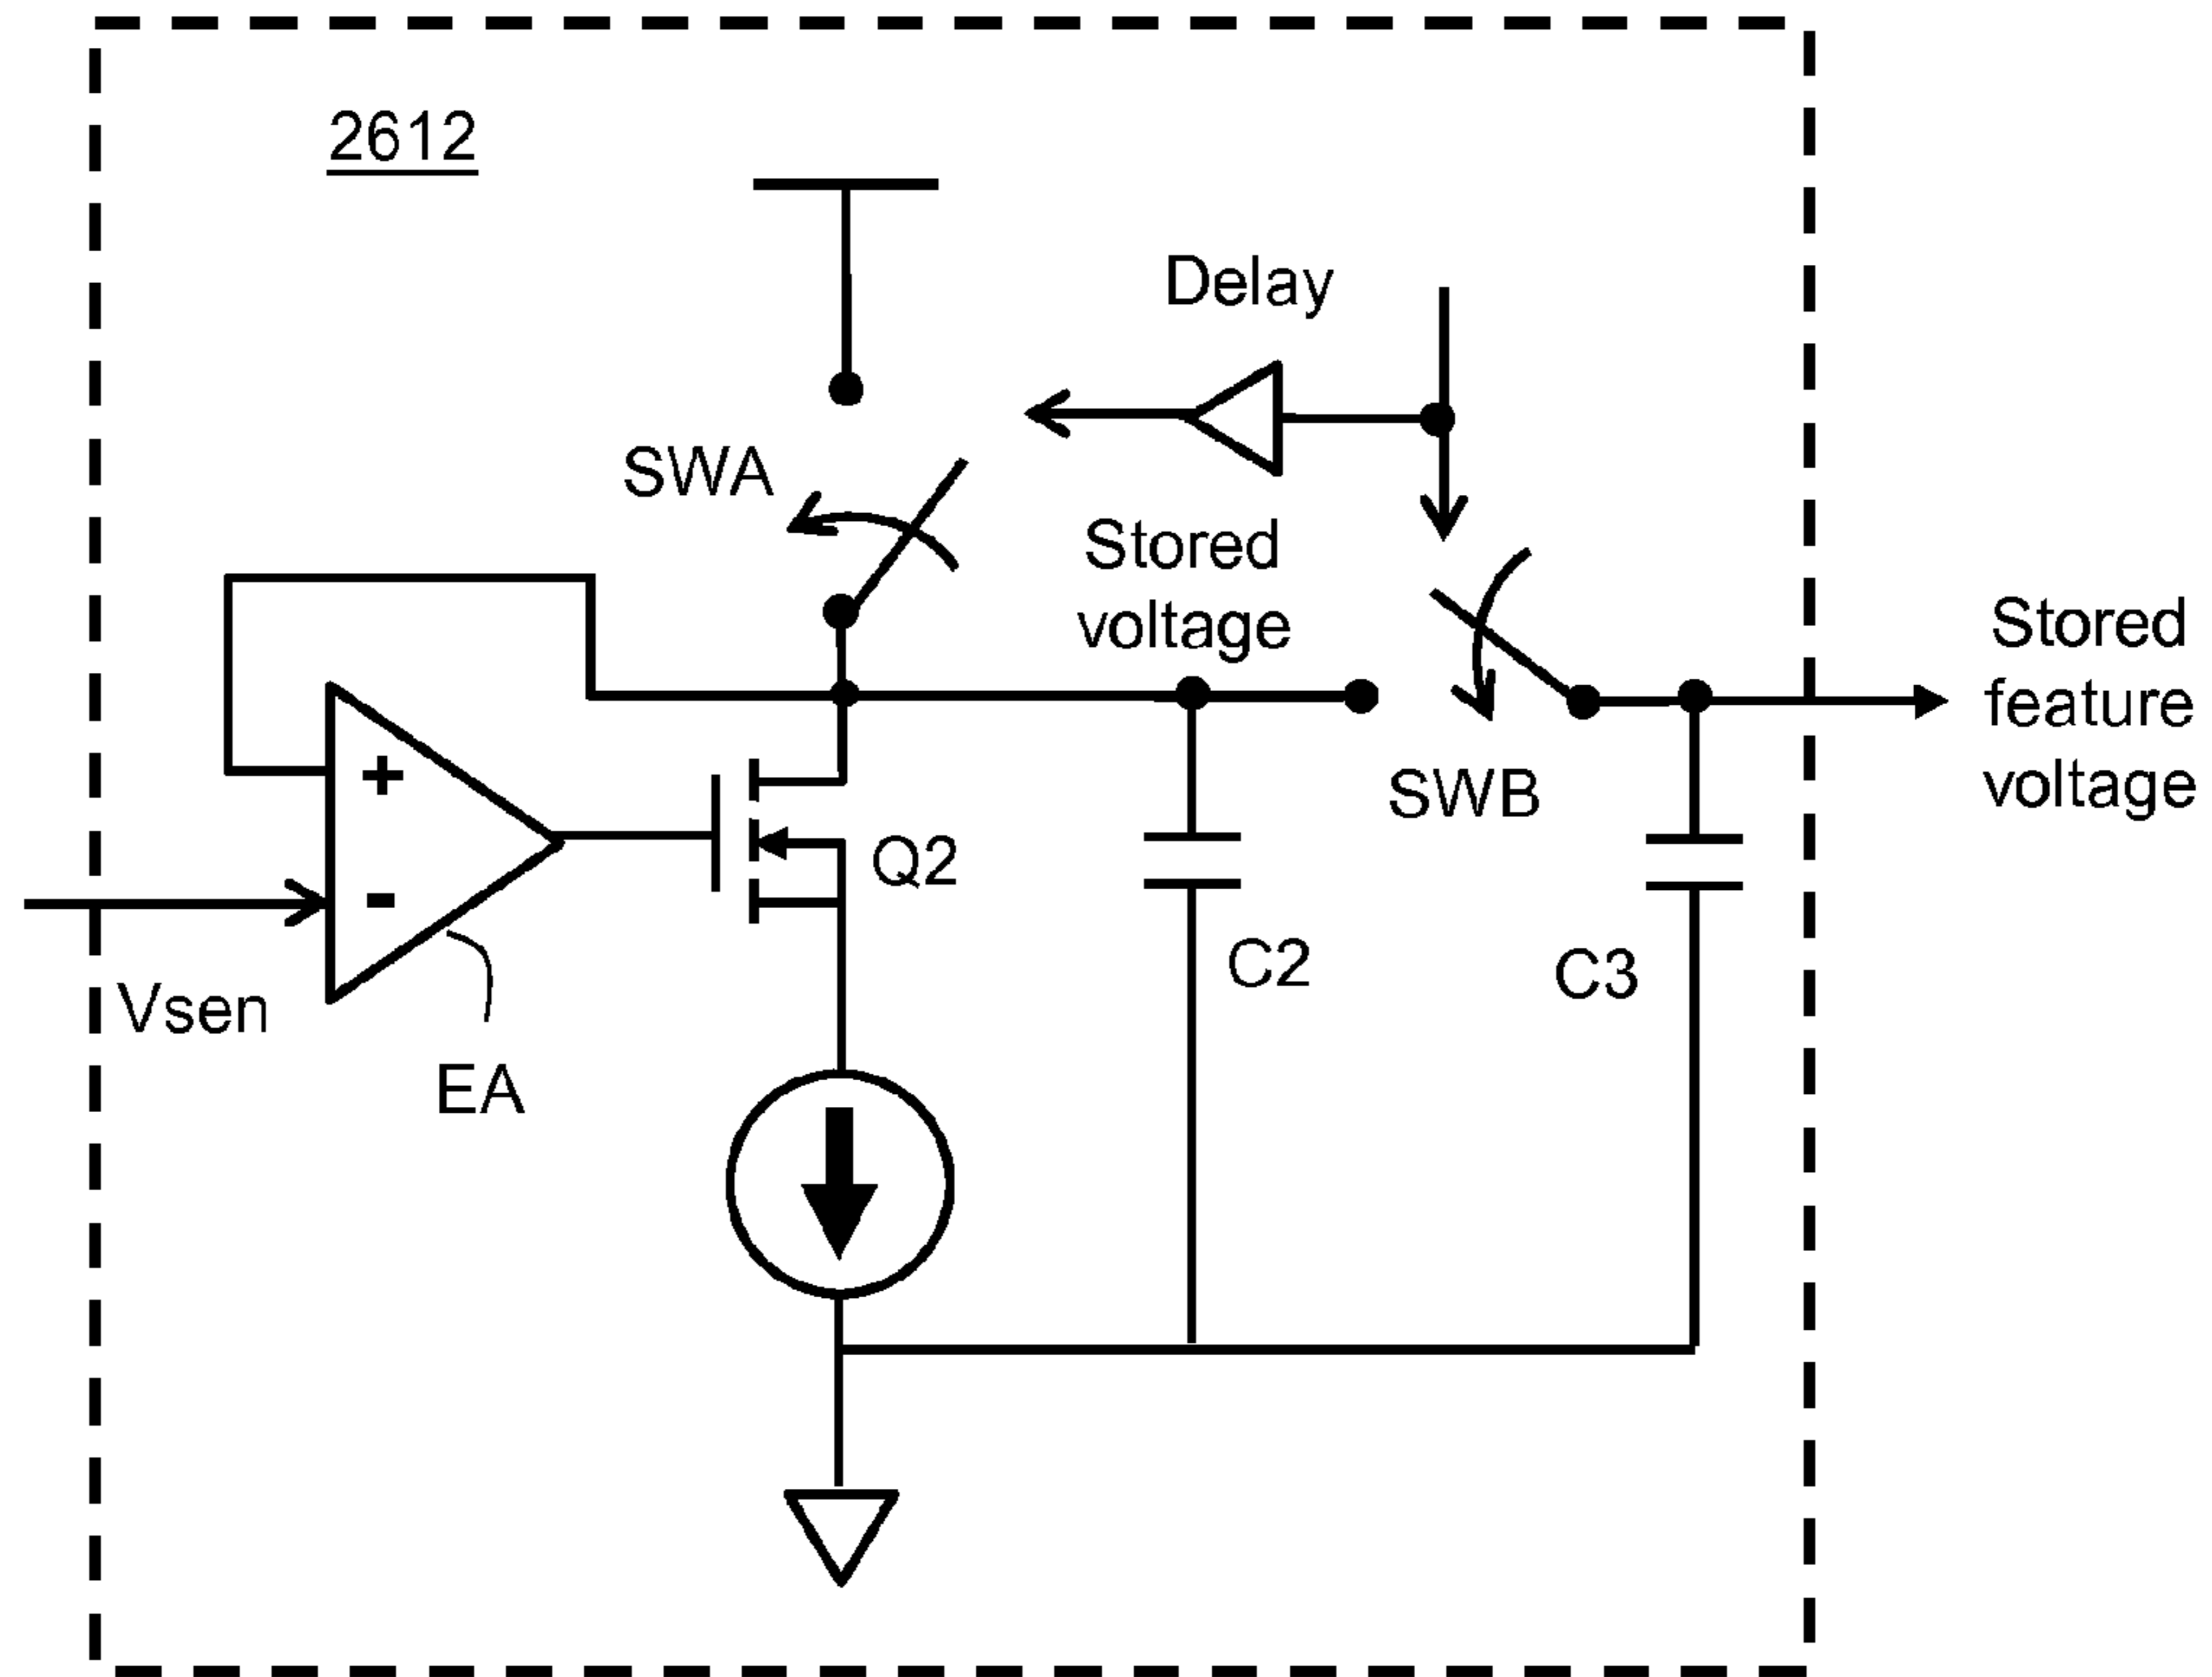 2612
Delay
SWA
Stored
voltage
Stored
feature
voltage
SWB
+
-
Q2
C2
C3
Vsen
EA